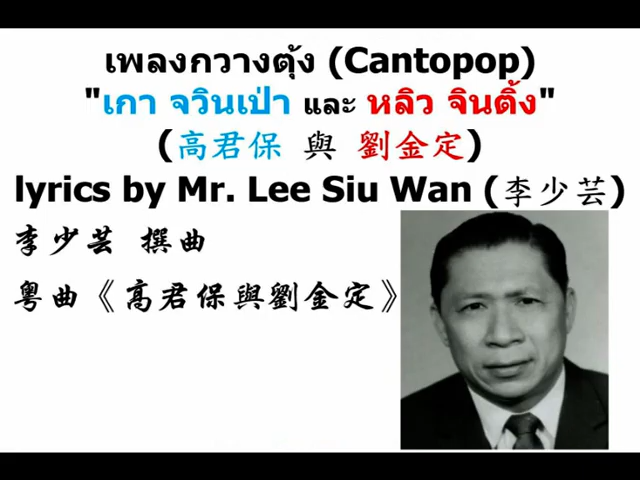 เพลงกวางตุ้ง (Cantopop)
"เกา จวินเป่า และ หลิว จินติ้ง"
(高君保 與 劉金定)
lyrics by Mr. Lee Siu Wan (李少芸)
李少芸 撰曲
粵曲《高君保與劉金定》